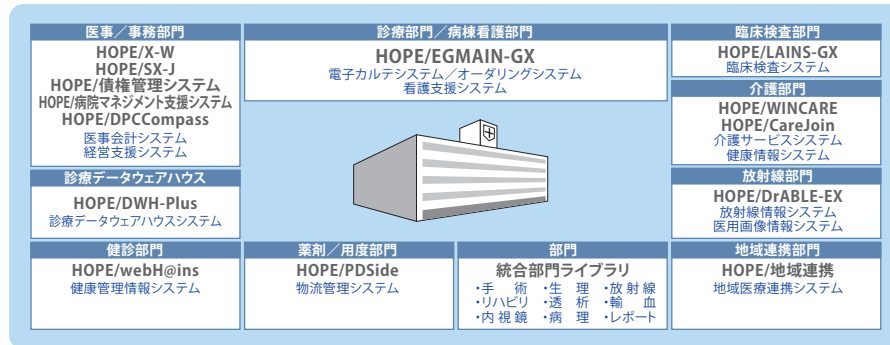 医事／事務部門
HOPE/X-W
HOPE/SX-J
HOPE/債権管理システム
HOPE/病院マネジメント支援システム
HOPE/DPCCompass
医事会計システム
経営支援システム
診療部門／病棟看護部門
HOPE/EGMAIN-GX
電子カルテシステム／オーダリングシステム
看護支援システム
臨床検査部門
HOPE/LAINS-GX
臨床検査システム
介護部門
HOPE/WINCARE
HOPE/CareJoin
介護サービスシステム
健康情報システム
診療データウェアハウス
HOPE/DWH-Plus
診療データウェアハウスシステム
放射線部門
HOPE/DrABLE-EX
放射線情報システム
医用画像情報システム
健診部門
HOPE/webH@ins
健康管理情報システム
薬剤／用度部門
HOPE/PDSide
物流管理システム
部門
統合部門ライブラリ
・手　術　・生　理　・放射線
・リハビリ　・透　析　・輸　血
・内視鏡　・病　理　・レポート
地域連携部門
HOPE/地域連携
地域医療連携システム